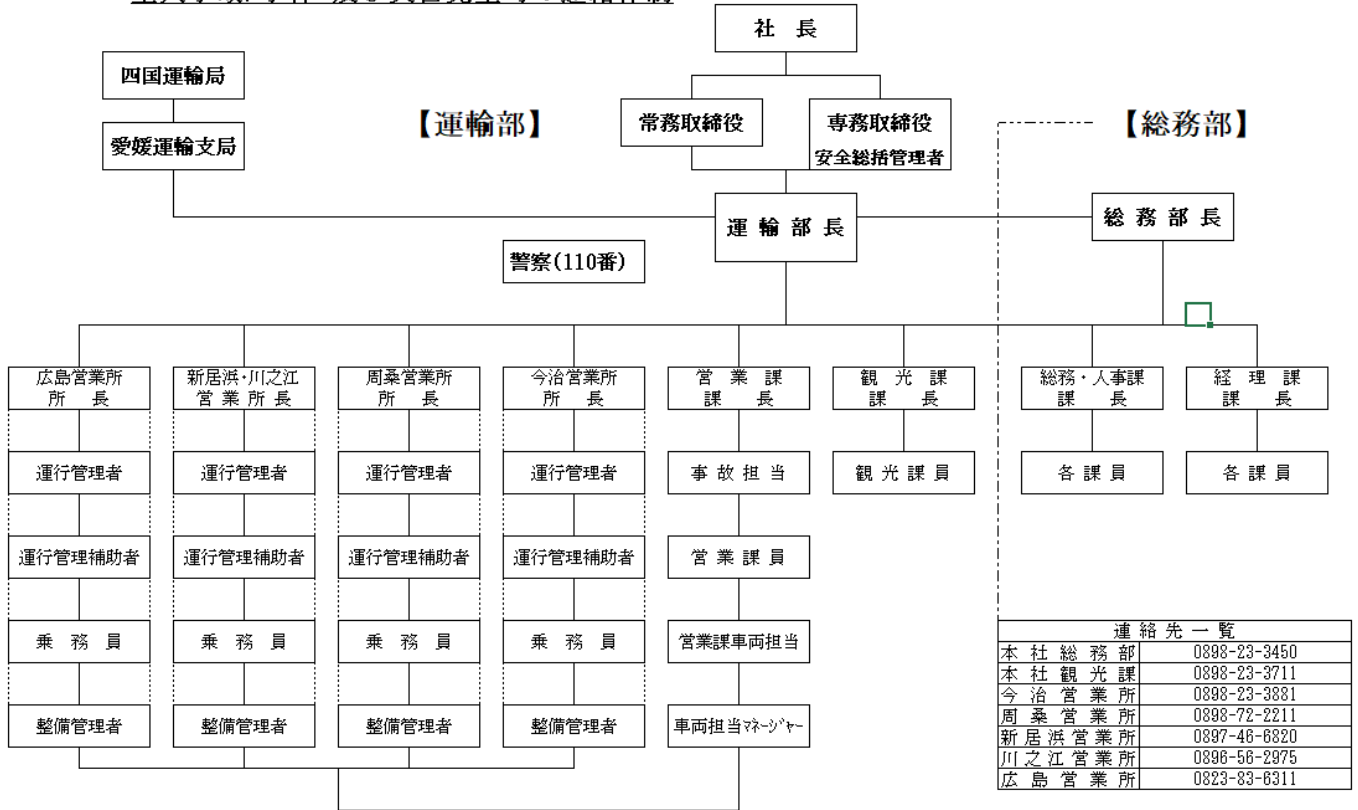 社 長
四国運輸局
【運輸部】
常務取締役
専務取締役
安全総括管理者
【総務部】
愛媛運輸支局
運 輸 部 長
総 務 部 長
警察(110番)
広島営業所
所 長
新居浜・川之江
営 業 所 長
周桑営業所
所 長
今治営業所
所 長
営 業 課
課 長
観 光 課
課 長
総務・人事課
課 長
経 理 課
課 長
運行管理者
運行管理者
運行管理者
運行管理者
事 故 担 当
観 光 課 員
各 課 員
各 課 員
運行管理補助者
運行管理補助者
運行管理補助者
運行管理補助者
営 業 課 員
乗 務 員
乗 務 員
乗 務 員
乗 務 員
営業課車両担当
整備管理者
整備管理者
整備管理者
整備管理者
車両担当ﾏﾈｰｼﾞｬｰ
連 絡 先 一 覧
本 社 総 務 部 0898-23-3450
本 社 観 光 課 0898-23-3711
今 治 営 業 所 0898-23-3881
周 桑 営 業 所 0898-72-2211
新 居 浜 営 業 所 0897-46-6820
川 之 江 営 業 所 0896-56-2975
広 島 営 業 所 0823-83-6311